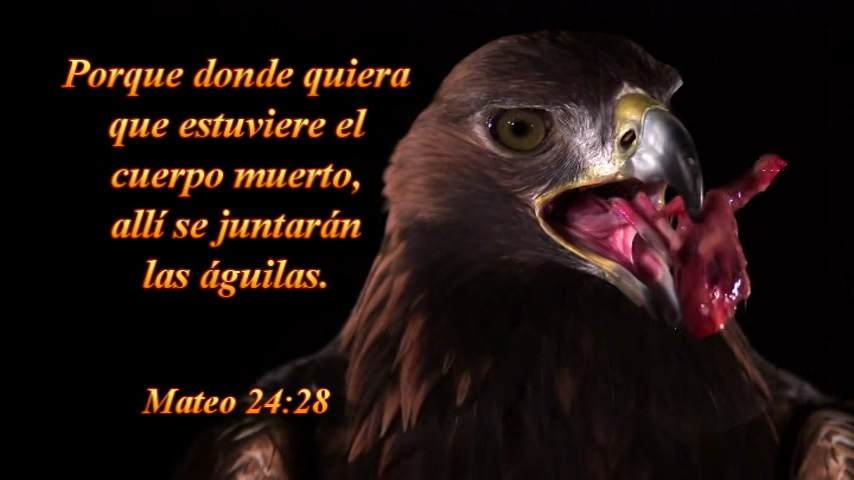 Porque donde quiera
que estuviere el
cuerpo muerto,
allí se juntarán
las águilas.
Mateo 24:28